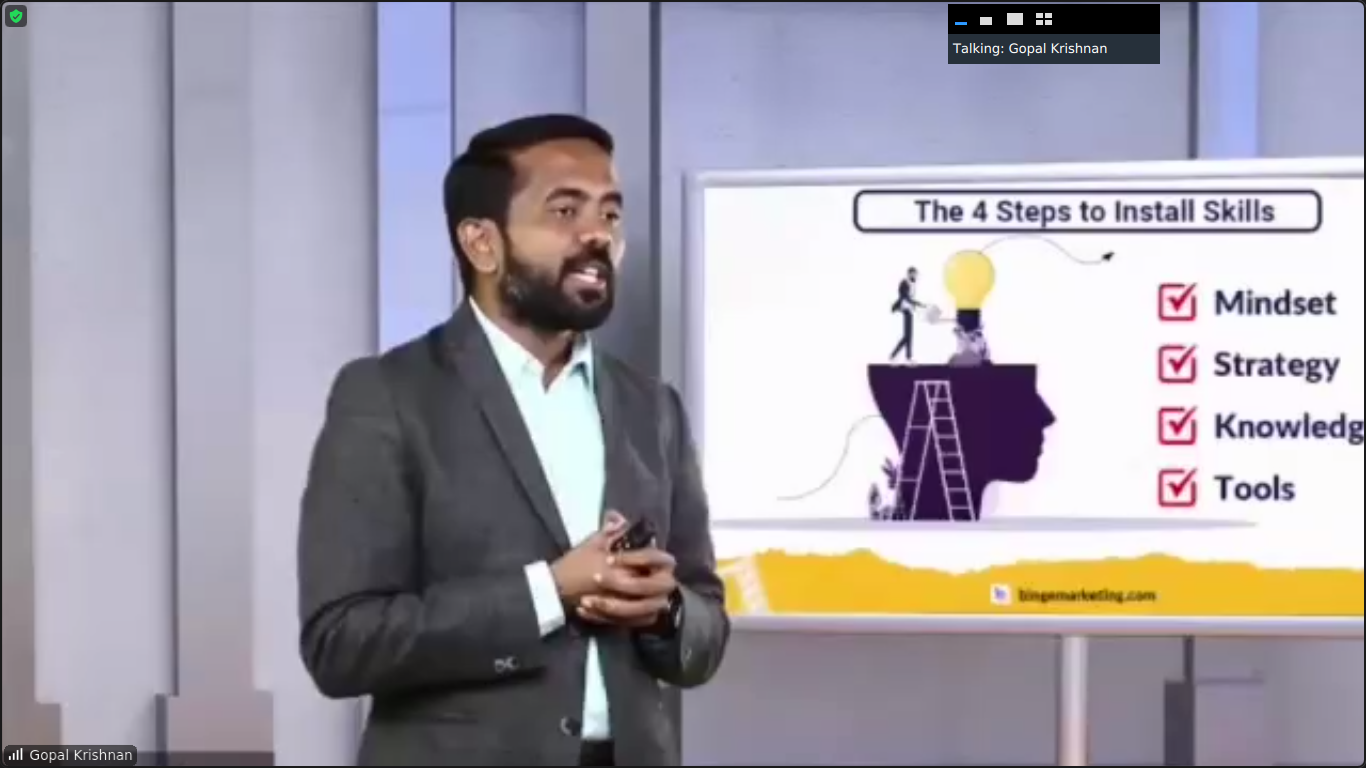 Talking: Gopal Krishnan
The 4 Steps to Install Skills
Mindset
Strategy
Knowledg
Tools
bingemarketing.com
Gopal Krishnan